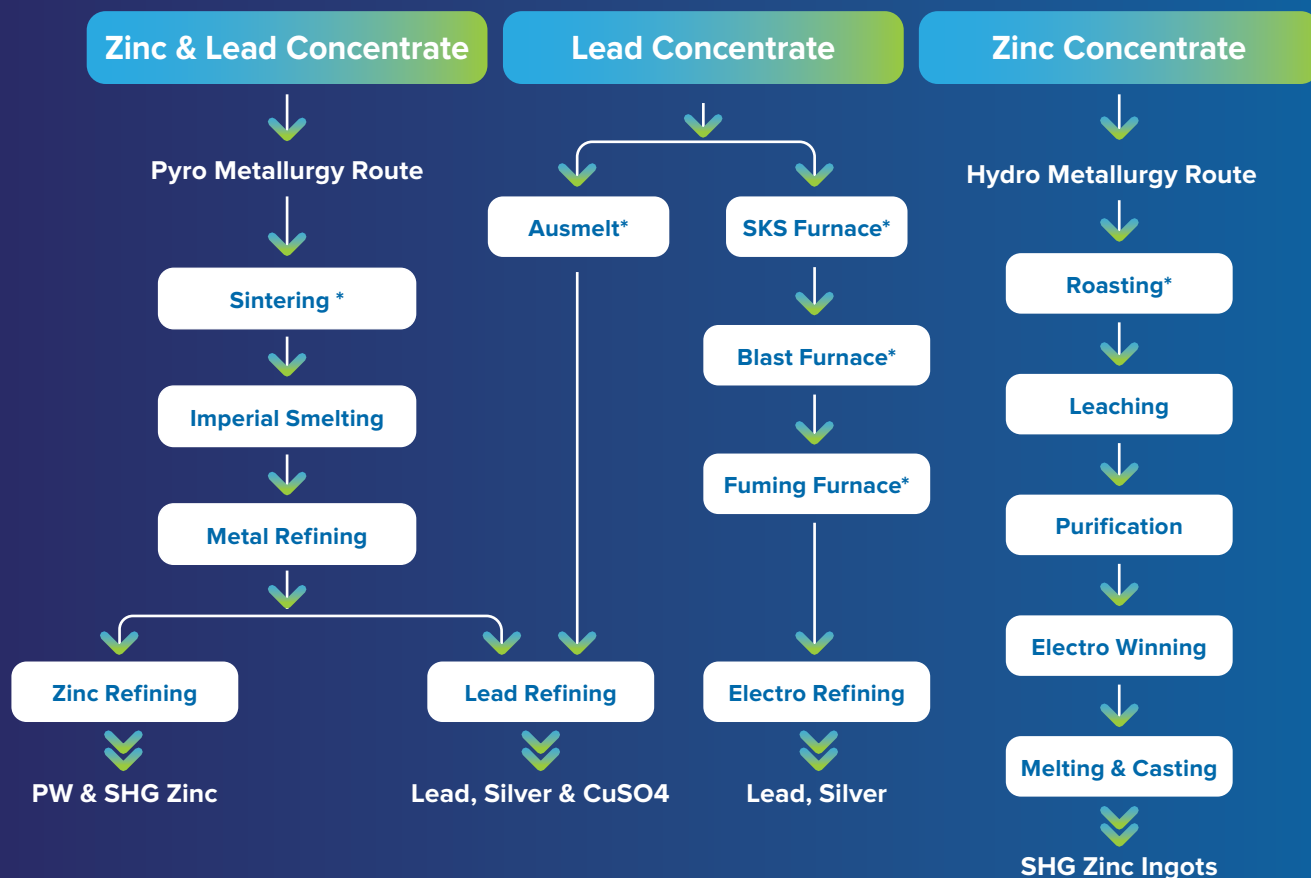 Zinc & Lead Concentrate
Lead Concentrate
Zinc Concentrate
Pyro Metallurgy Route
Hydro Metallurgy Route
Ausmelt*
SKS Furnace*
Sintering *
Roasting*
Blast Furnace*
Imperial Smelting
Leaching
Fuming Furnace*
Metal Refining
Purification
Electro Winning
Zinc Refining
Lead Refining
Electro Refining
Melting & Casting
PW & SHG Zinc
Lead, Silver & CuSO4
Lead, Silver
SHG Zinc Ingots